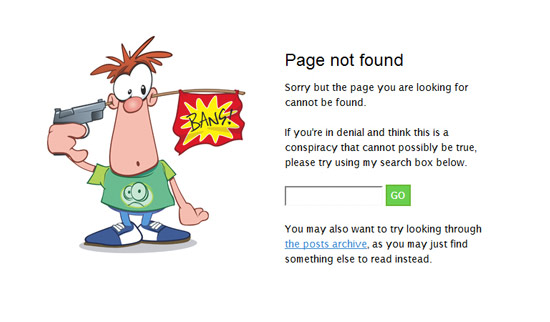 BANG!
Page not found
Sorry but the page you are looking for
cannot be found.
If you're in denial and think this is a
conspiracy that cannot possibly be true,
please try using my search box below.
GO
You may also want to try looking through
the posts archive, as you may just find
something else to read instead.